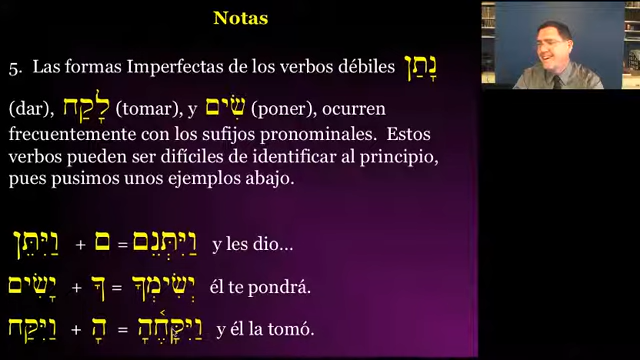 Notas
5. Las formas Imperfectas de los verbos débiles נָתַן
(dar), לָקַח (tomar), y שִׂים (poner), ocurren
frecuentemente con los sufijos pronominales. Estos
verbos pueden ser difíciles de identificar al principio,
pues pusimos unos ejemplos abajo.
וַיִּתֵּן + ם = וַיִּתְּנֵם y les dio...
יָשִׂים + ךָ = יְשִׂימְךָ él te pondrá.
וַיִּקַּח + הָ = וַיִּקָּחֶ֫הָ y él la tomó.